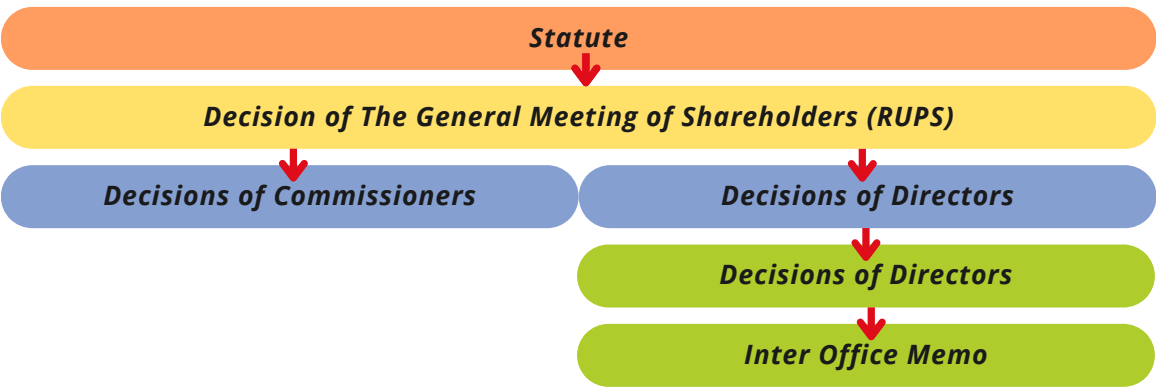 Statute
Decision of The General Meeting of Shareholders (RUPS)
Decisions of Commissioners
Decisions of Directors
Decisions of Directors
Inter Office Memo